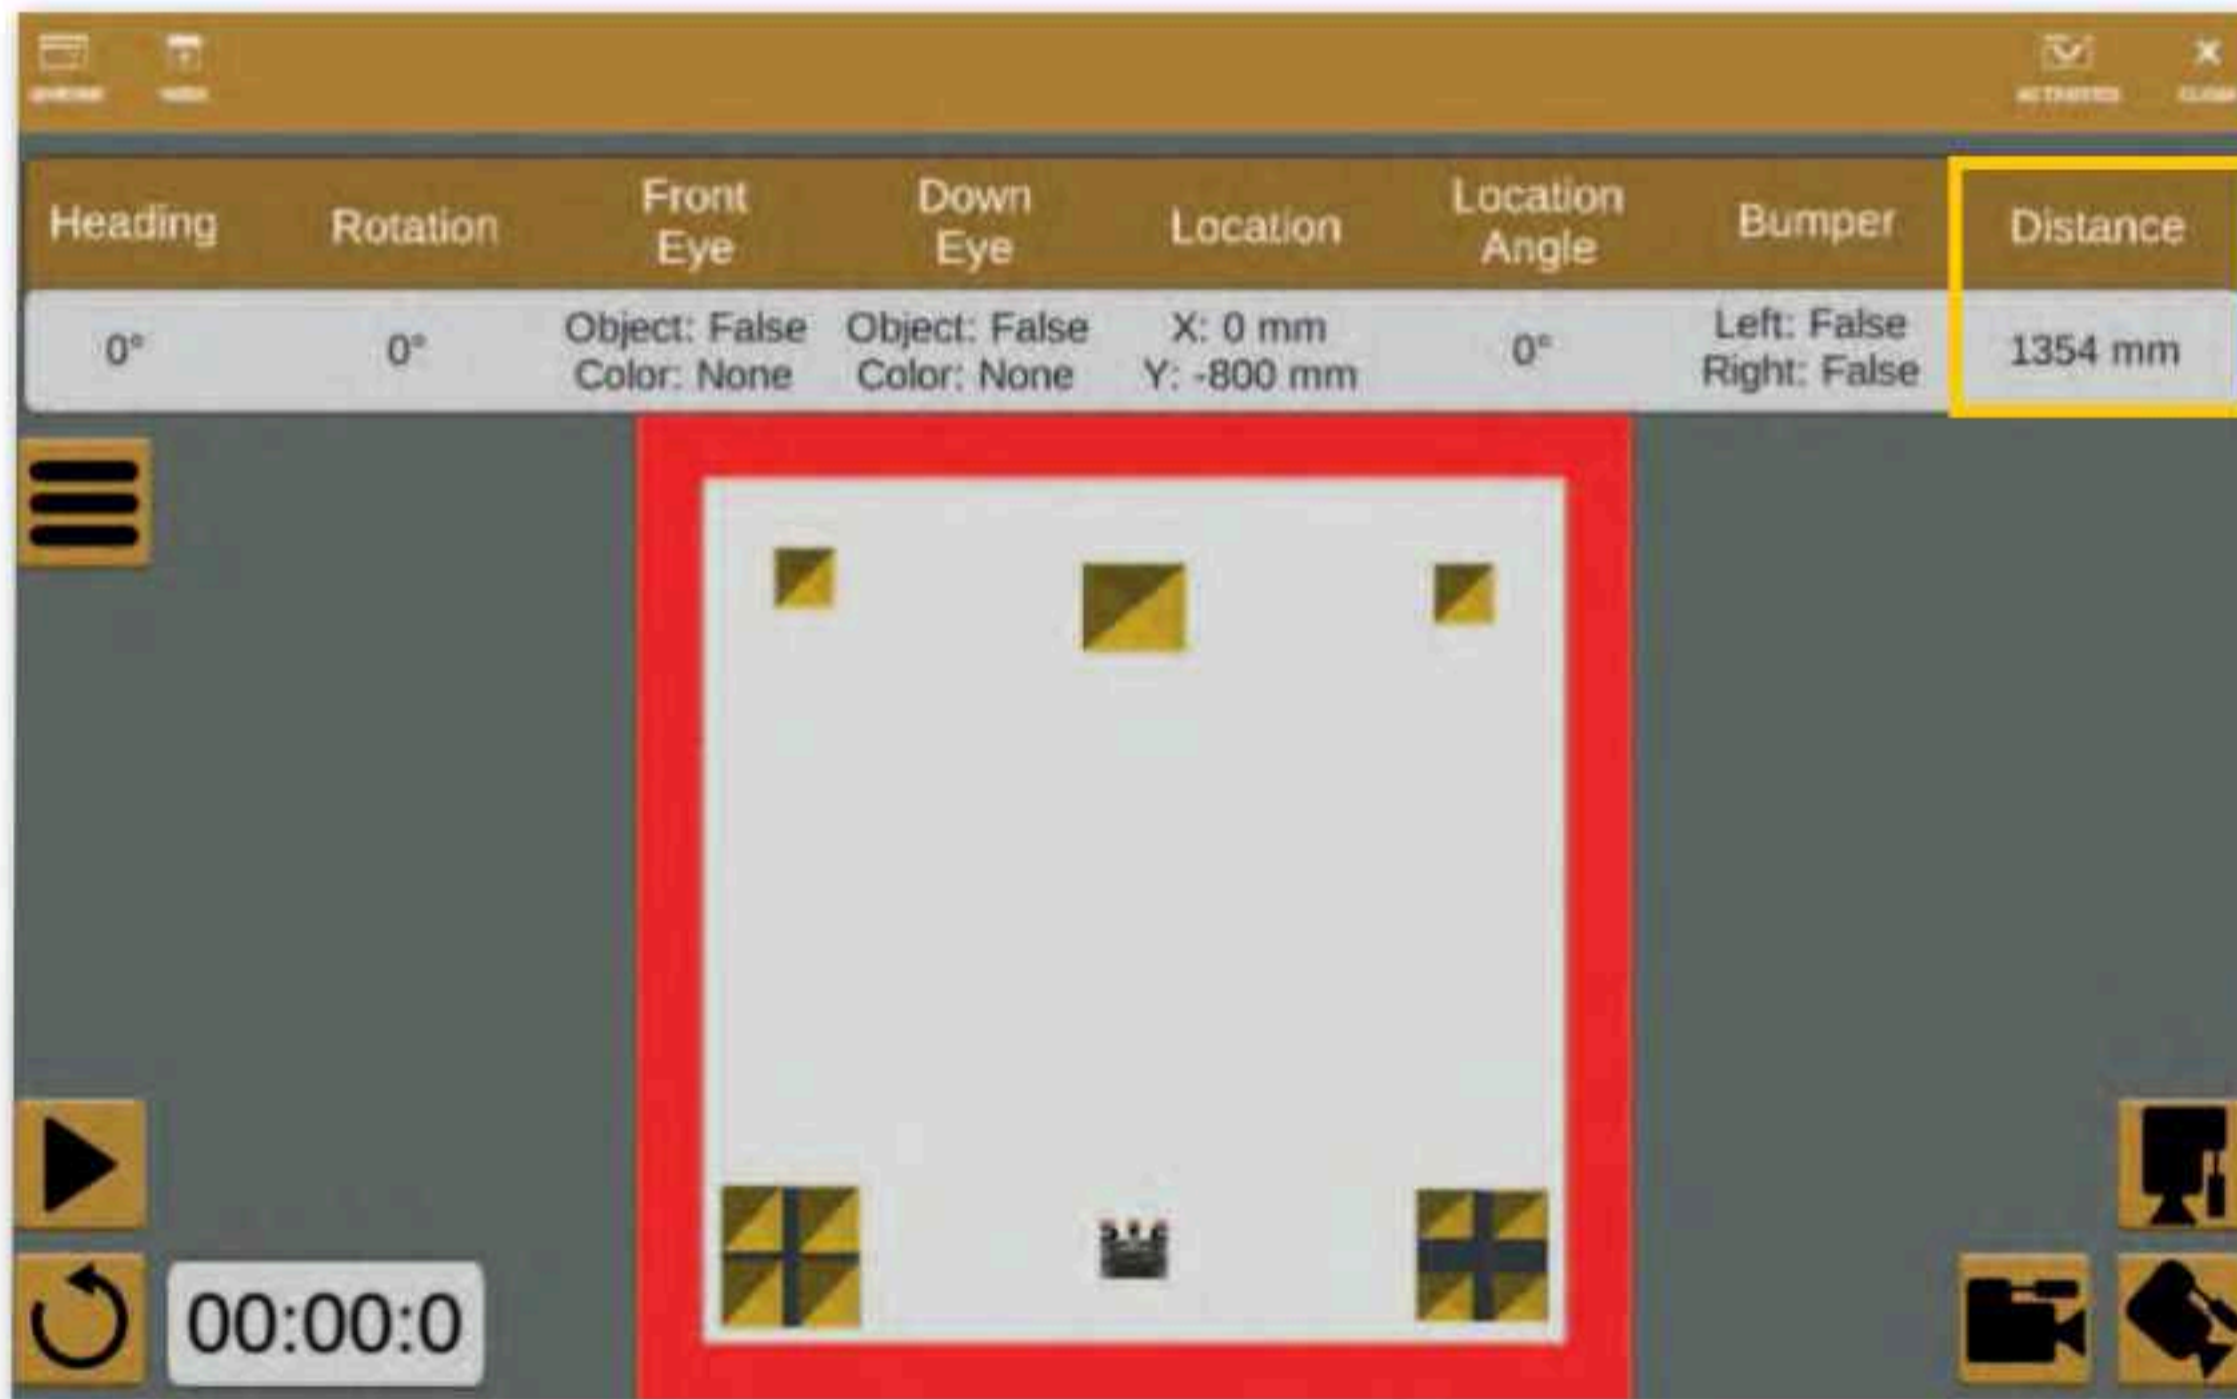 Heading
Rotation
Front
Eye
Down
Eye
Location
Location
Angle
Bumper
Distance
0°
0°
Object: False
Color: None
Object: False
Color: None
X: 0 mm
Y: -800 mm
0°
Left: False
Right: False
1354 mm
00:00:0